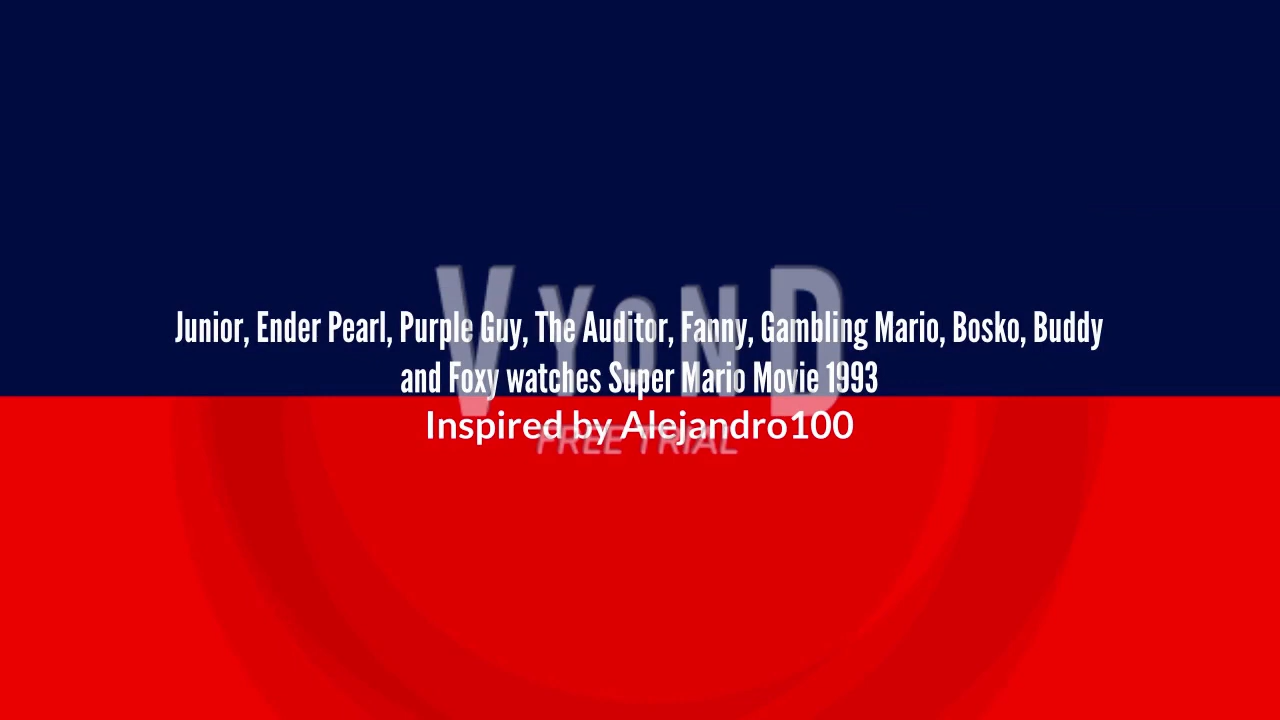 Junior, Ender Pearl, Purple Guy, The Auditor, Fanny, Gambling Mario, Bosko, Buddy
and Foxy watches Super Mario Movie 1993
Inspired by Alejandro100
VYOND
FREE TRIAL